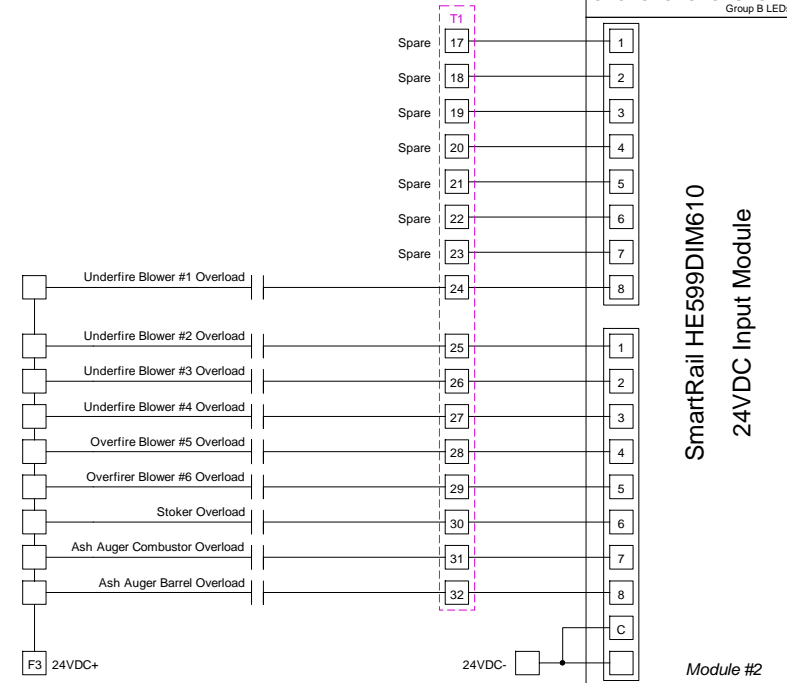 Group B LEDs
T1
Spare 17 1
Spare 18 2
Spare 19 3
Spare 20 4
Spare 21 5
Spare 22 6
Spare 23 7
Underfire Blower #1 Overload 24 8
Underfire Blower #2 Overload 25 1
Underfire Blower #3 Overload 26 2
Underfire Blower #4 Overload 27 3
Overfire Blower #5 Overload 28 4
Overfirer Blower #6 Overload 29 5
Stoker Overload 30 6
Ash Auger Combustor Overload 31 7
Ash Auger Barrel Overload 32 8
C
F3 24VDC+ 24VDC-
SmartRail HE599DIM610
24VDC Input Module
Module #2